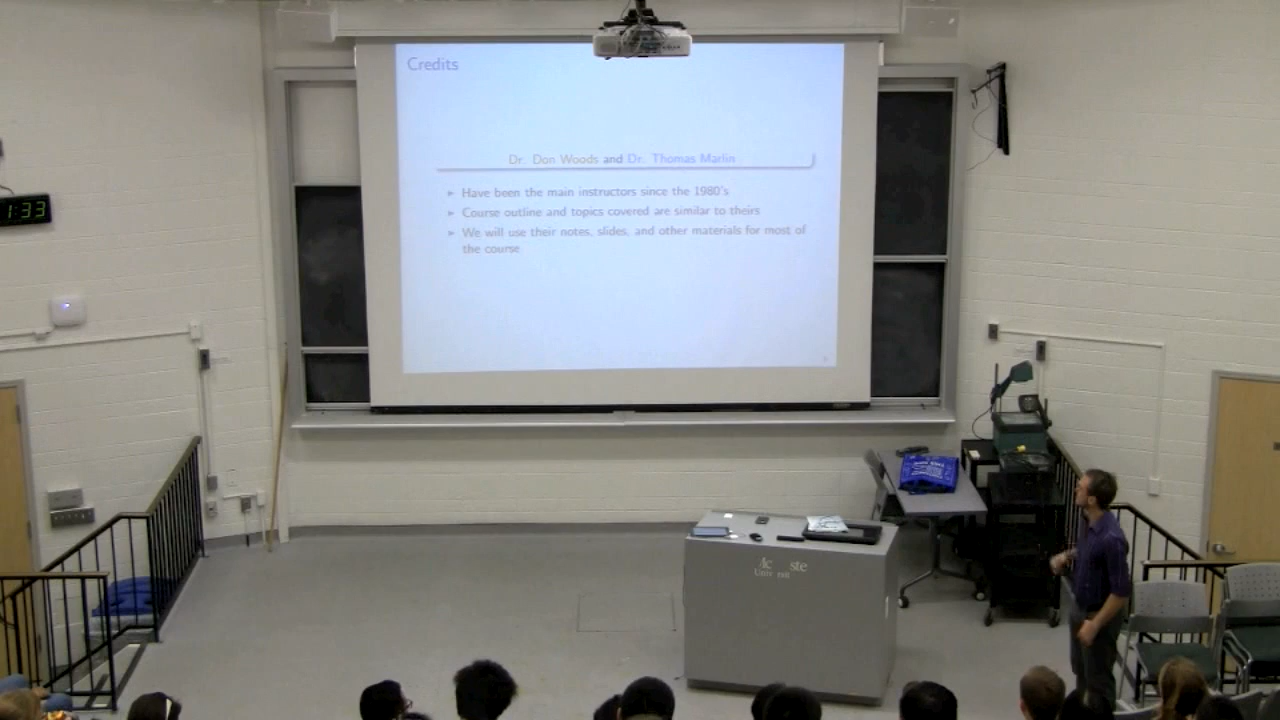 Credits
Dr. Don Woods and Dr. Thomas Marlin
▸ Have been the main instructors since the 1980's
▸ Course outline and topics covered are similar to theirs
▸ We will use their notes, slides, and other materials for most of
the course
1:33